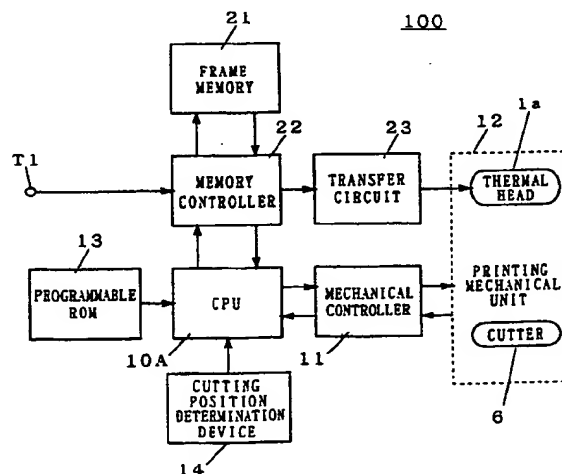 100
21
FRAME
MEMORY
22
23
12
1a
T1
MEMORY
CONTROLLER
TRANSFER
CIRCUIT
THERMAL
HEAD
13
PROGRAMMABLE
ROM
CPU
MECHANICAL
CONTROLLER
PRINTING
MECHANICAL
UNIT
CUTTER
10A
11
6
CUTTING
POSITION
DETERMINATION
DEVICE
14